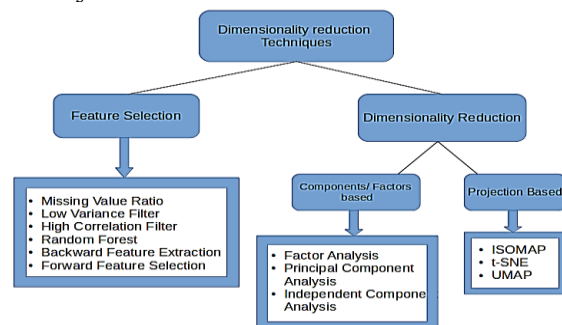 Dimensionality reduction
Techniques
Feature Selection
Dimensionality Reduction
Components/ Factors
based
Projection Based
• Missing Value Ratio
• Low Variance Filter
• High Correlation Filter
• Random Forest
• Backward Feature Extraction
• Forward Feature Selection
• Factor Analysis
• Principal Component
Analysis
• Independent Component
Analysis
• ISOMAP
• t-SNE
• UMAP